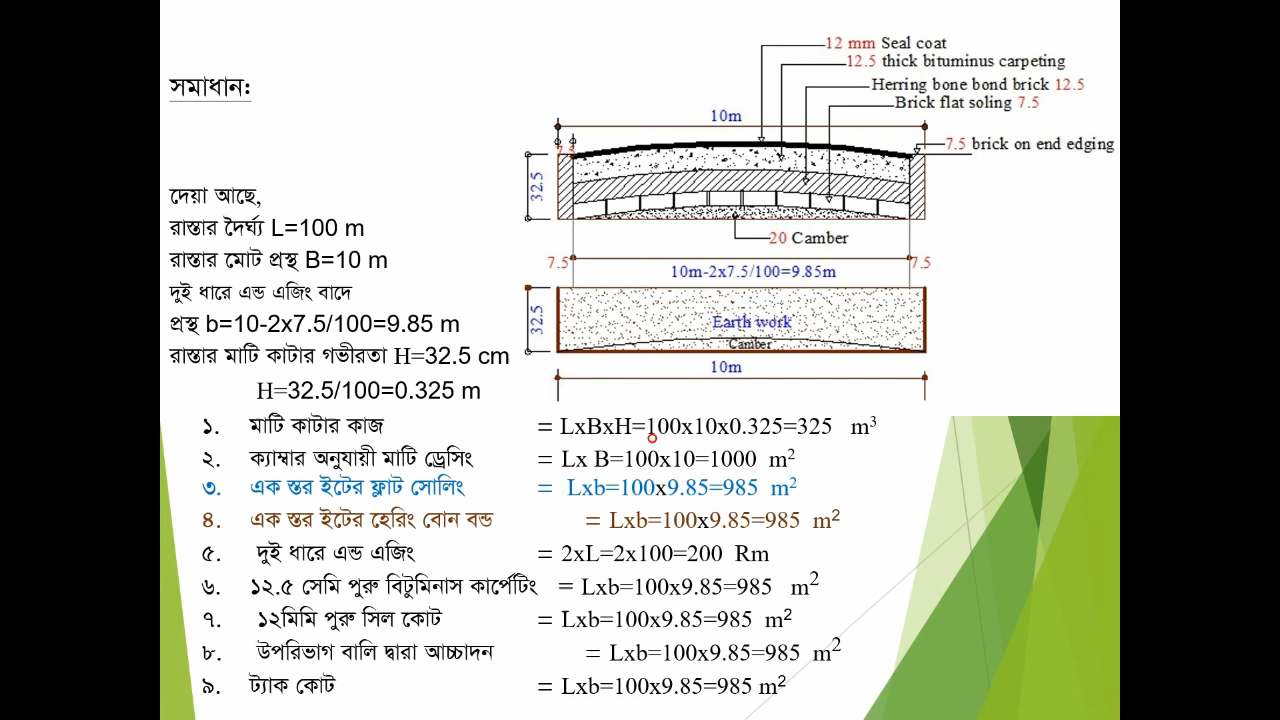 সমাধান:
12 mm Seal coat
12.5 thick bituminus carpeting
Herring bone bond brick 12.5
Brick flat soling 7.5
10m
7.5 brick on end edging
7.5
32.5
20 Camber
7.5
7.5
10m-2x7.5/100=9.85m
32.5
Earth work
Camber
10m
দেয়া আছে,
রাস্তার দৈর্ঘ্য L=100 m
রাস্তার মোট প্রস্থ B=10 m
দুই ধারে এন্ড এজিং বাদে
প্রস্থ b=10-2x7.5/100=9.85 m
রাস্তার মাটি কাটার গভীরতা H=32.5 cm
H=32.5/100=0.325 m
১. মাটি কাটার কাজ = LxBxH=100x10x0.325=325 m³
২. ক্যাম্বার অনুযায়ী মাটি ড্রেসিং = Lx B=100x10=1000 m²
৩. এক স্তর ইটের ফ্লাট সোলিং = Lxb=100x9.85=985 m²
৪. এক স্তর ইটের হেরিং বোন বন্ড = Lxb=100x9.85=985 m²
৫. দুই ধারে এন্ড এজিং = 2xL=2x100=200 Rm
৬. ১২.৫ সেমি পুরু বিটুমিনাস কার্পেটিং = Lxb=100x9.85=985 m²
৭. ১২মিমি পুরু সিল কোট = Lxb=100x9.85=985 m²
৮. উপরিভাগ বালি দ্বারা আচ্চাদন = Lxb=100x9.85=985 m²
৯. ট্যাক কোট = Lxb=100x9.85=985 m²